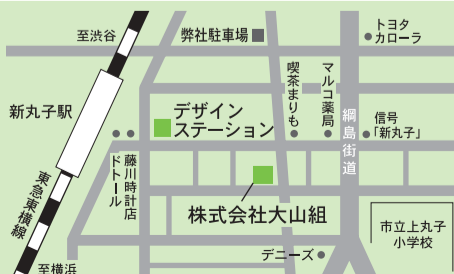 至渋谷
弊社駐車場
トヨタ
カローラ
喫茶まりも
マルコ薬局
綱島街道
信号
「新丸子」
新丸子駅
デザイン
ステーション
藤川時計店
ドトール
東急東横線
株式会社大山組
市立上丸子
小学校
デニーズ
至横浜